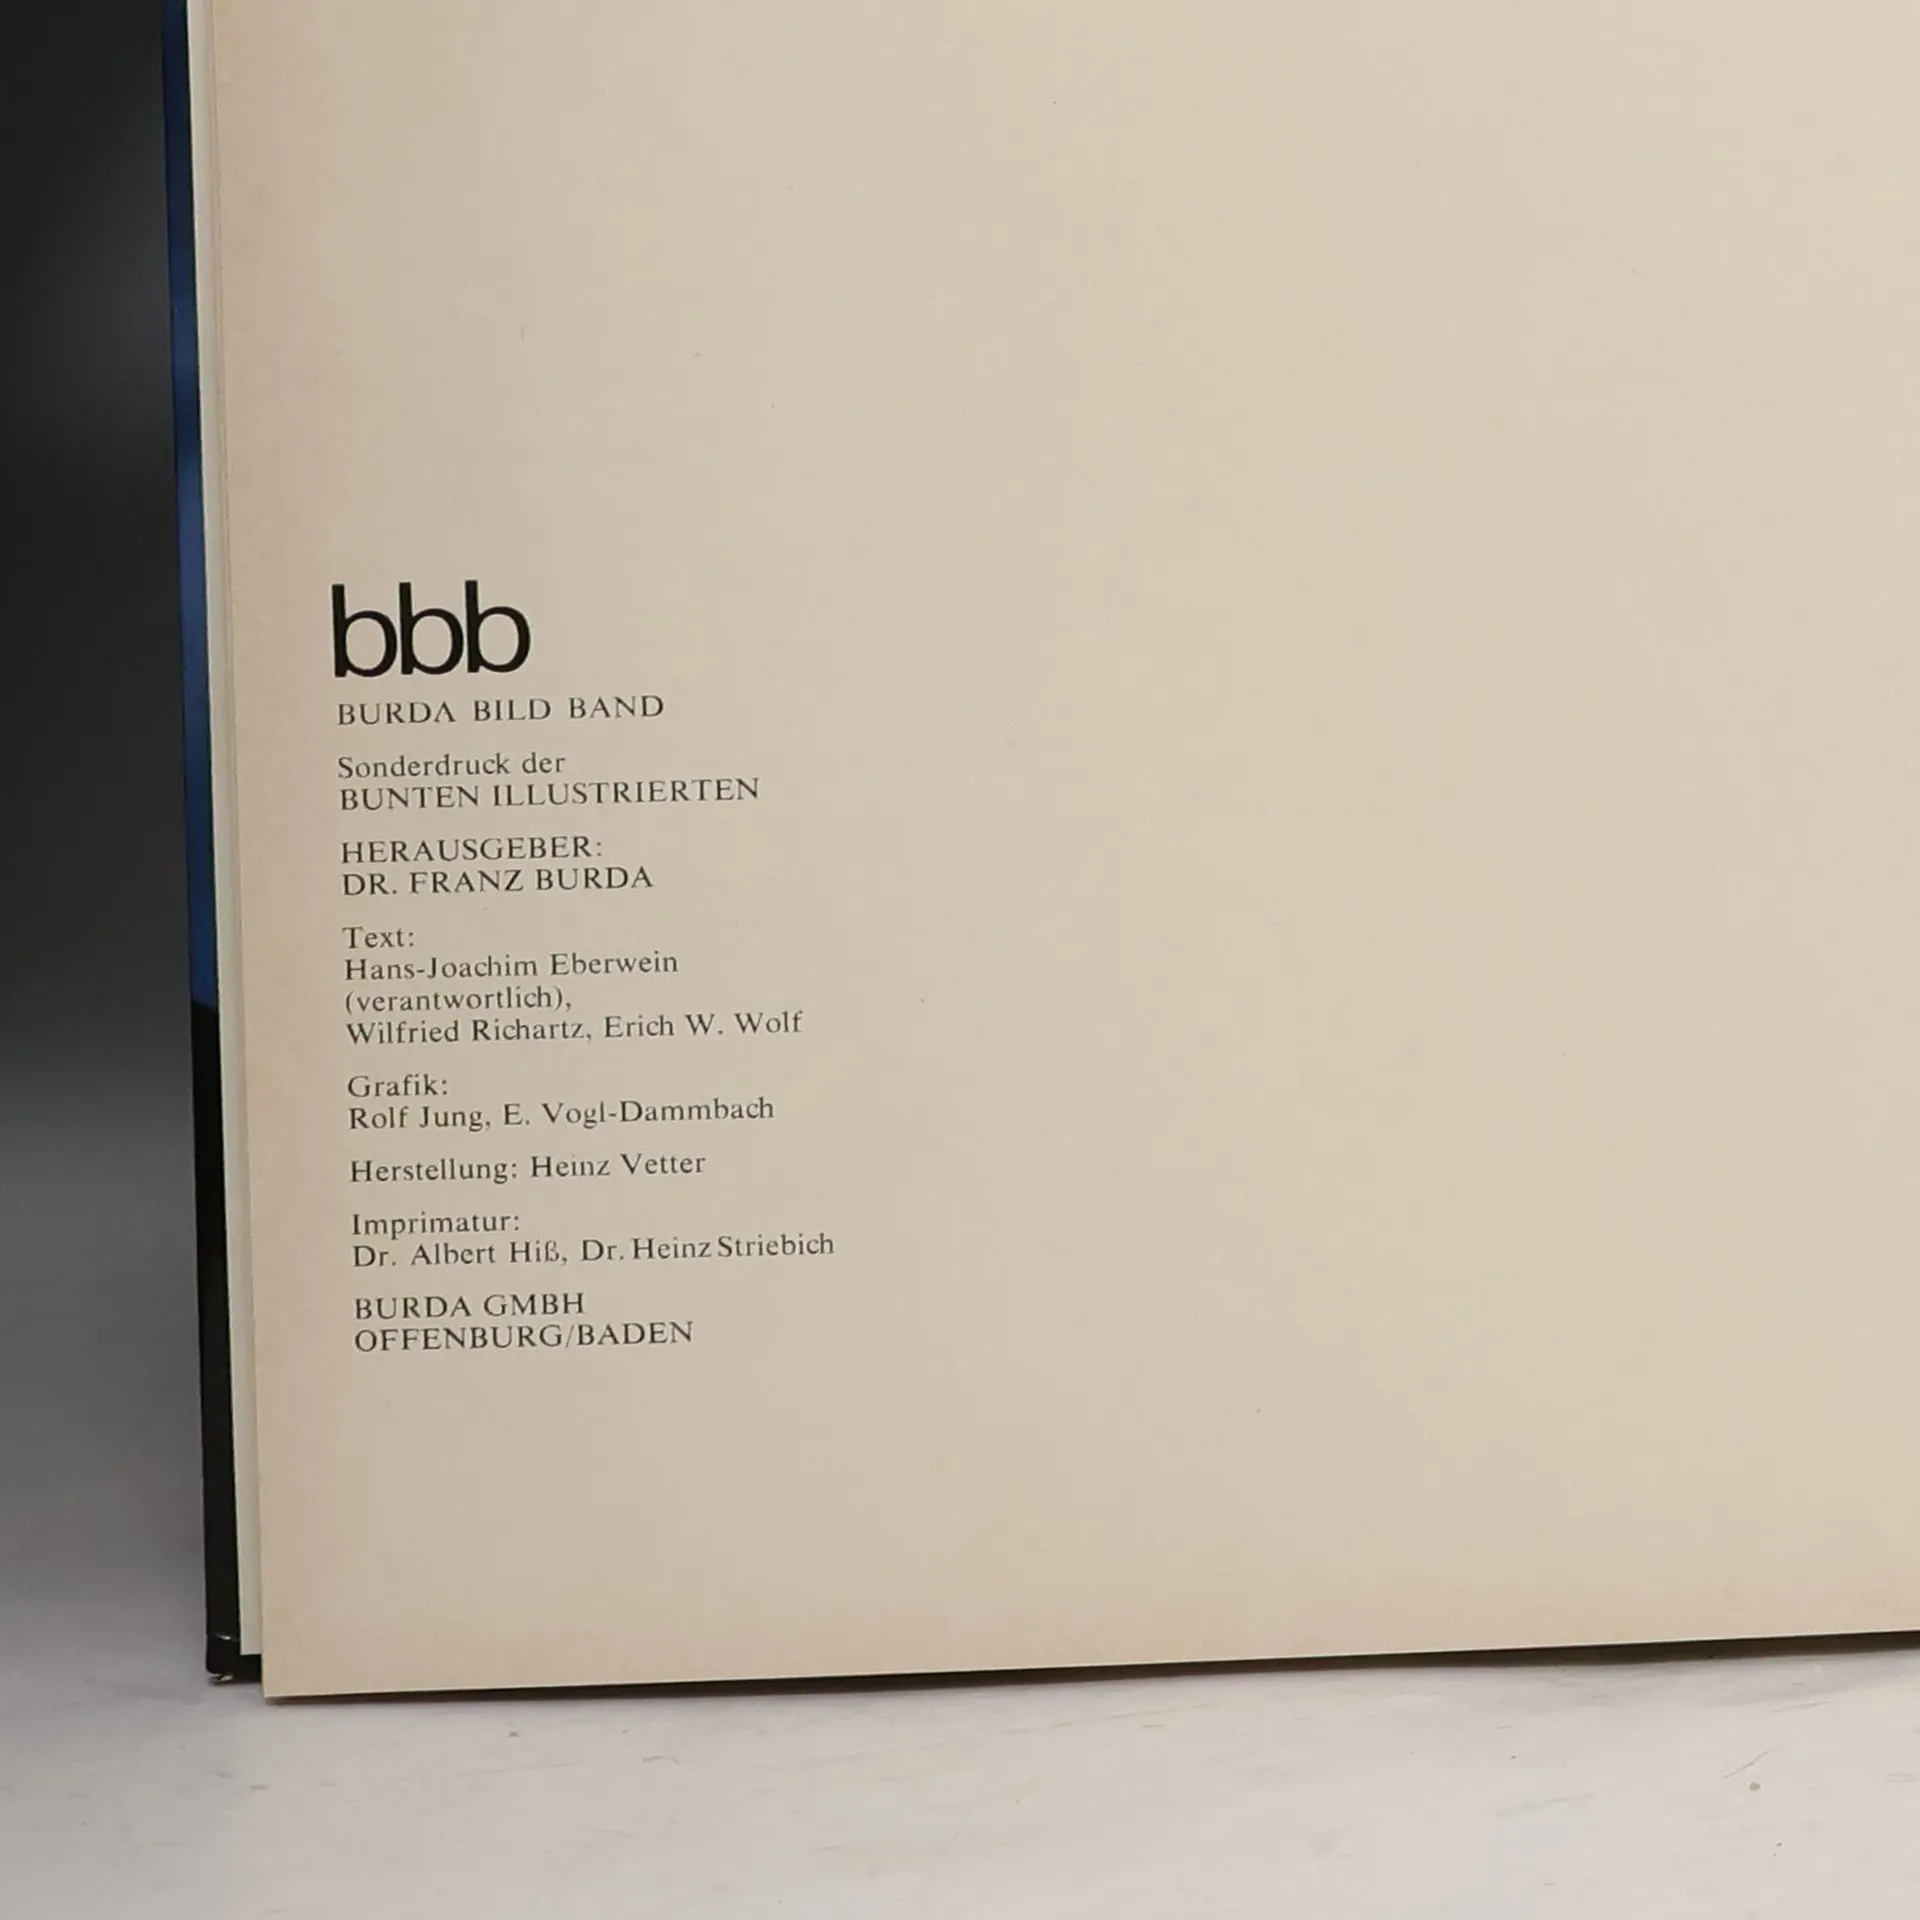 bbb
BURDA BILD BAND
Sonderdruck der
BUNTEN ILLUSTRIERTEN
HERAUSGEBER:
DR. FRANZ BURDA
Text:
Hans-Joachim Eberwein
(verantwortlich),
Wilfried Richartz, Erich W. Wolf
Grafik:
Rolf Jung, E. Vogl-Dammbach
Herstellung: Heinz Vetter
Imprimatur:
Dr. Albert Hiß, Dr. Heinz Striebich
BURDA GMBH
OFFENBURG/BADEN